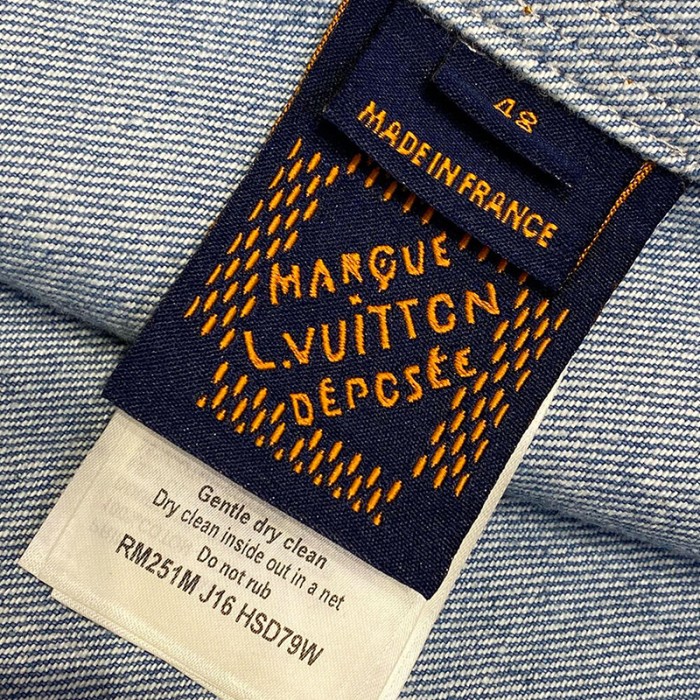 48
MADE IN FRANCE
MARQUE
L.VUITTON
DÉPOSÉE
Gentle dry clean
Dry clean inside out in a net
Do not rub
RM251M J16 HSD79W